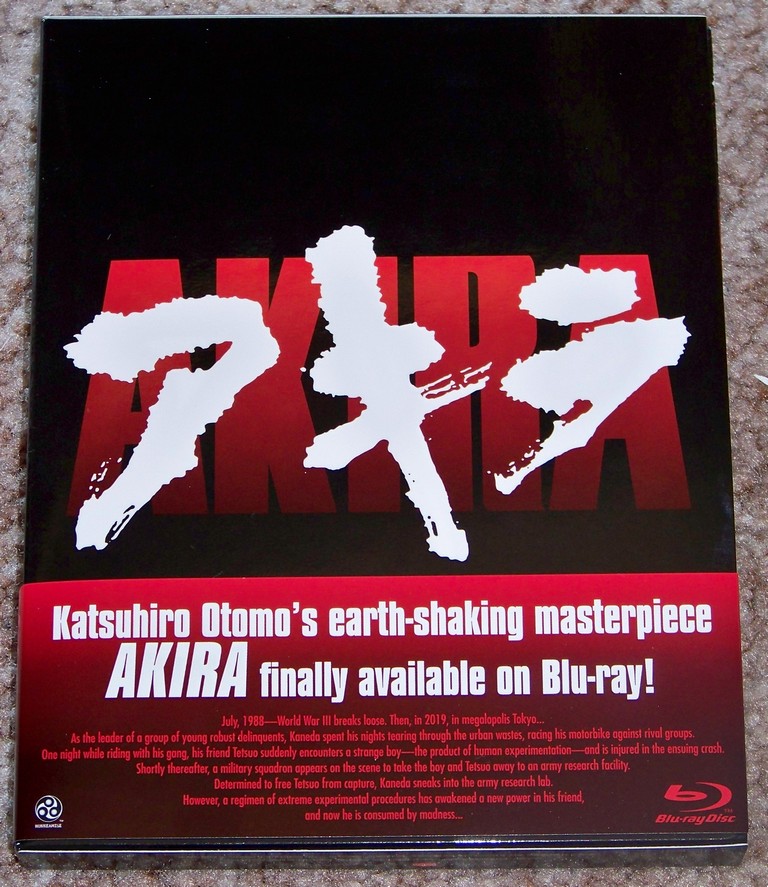 AKIRA
アキラ
Katsuhiro Otomo's earth-shaking masterpiece
AKIRA finally available on Blu-ray!
July, 1988—World War III breaks loose. Then, in 2019, in megalopolis Tokyo...
As the leader of a group of young robust delinquents, Kaneda spent his nights tearing through the urban wastes, racing his motorbike against rival groups.
One night while riding with his gang, his friend Tetsuo suddenly encounters a strange boy—the product of human experimentation—and is injured in the ensuing crash.
Shortly thereafter, a military squadron appears on the scene to take the boy and Tetsuo away to an army research facility.
Determined to free Tetsuo from capture, Kaneda sneaks into the army research lab.
However, a regimen of extreme experimental procedures has awakened a new power in his friend,
and now he is consumed by madness...
Blu-ray Disc